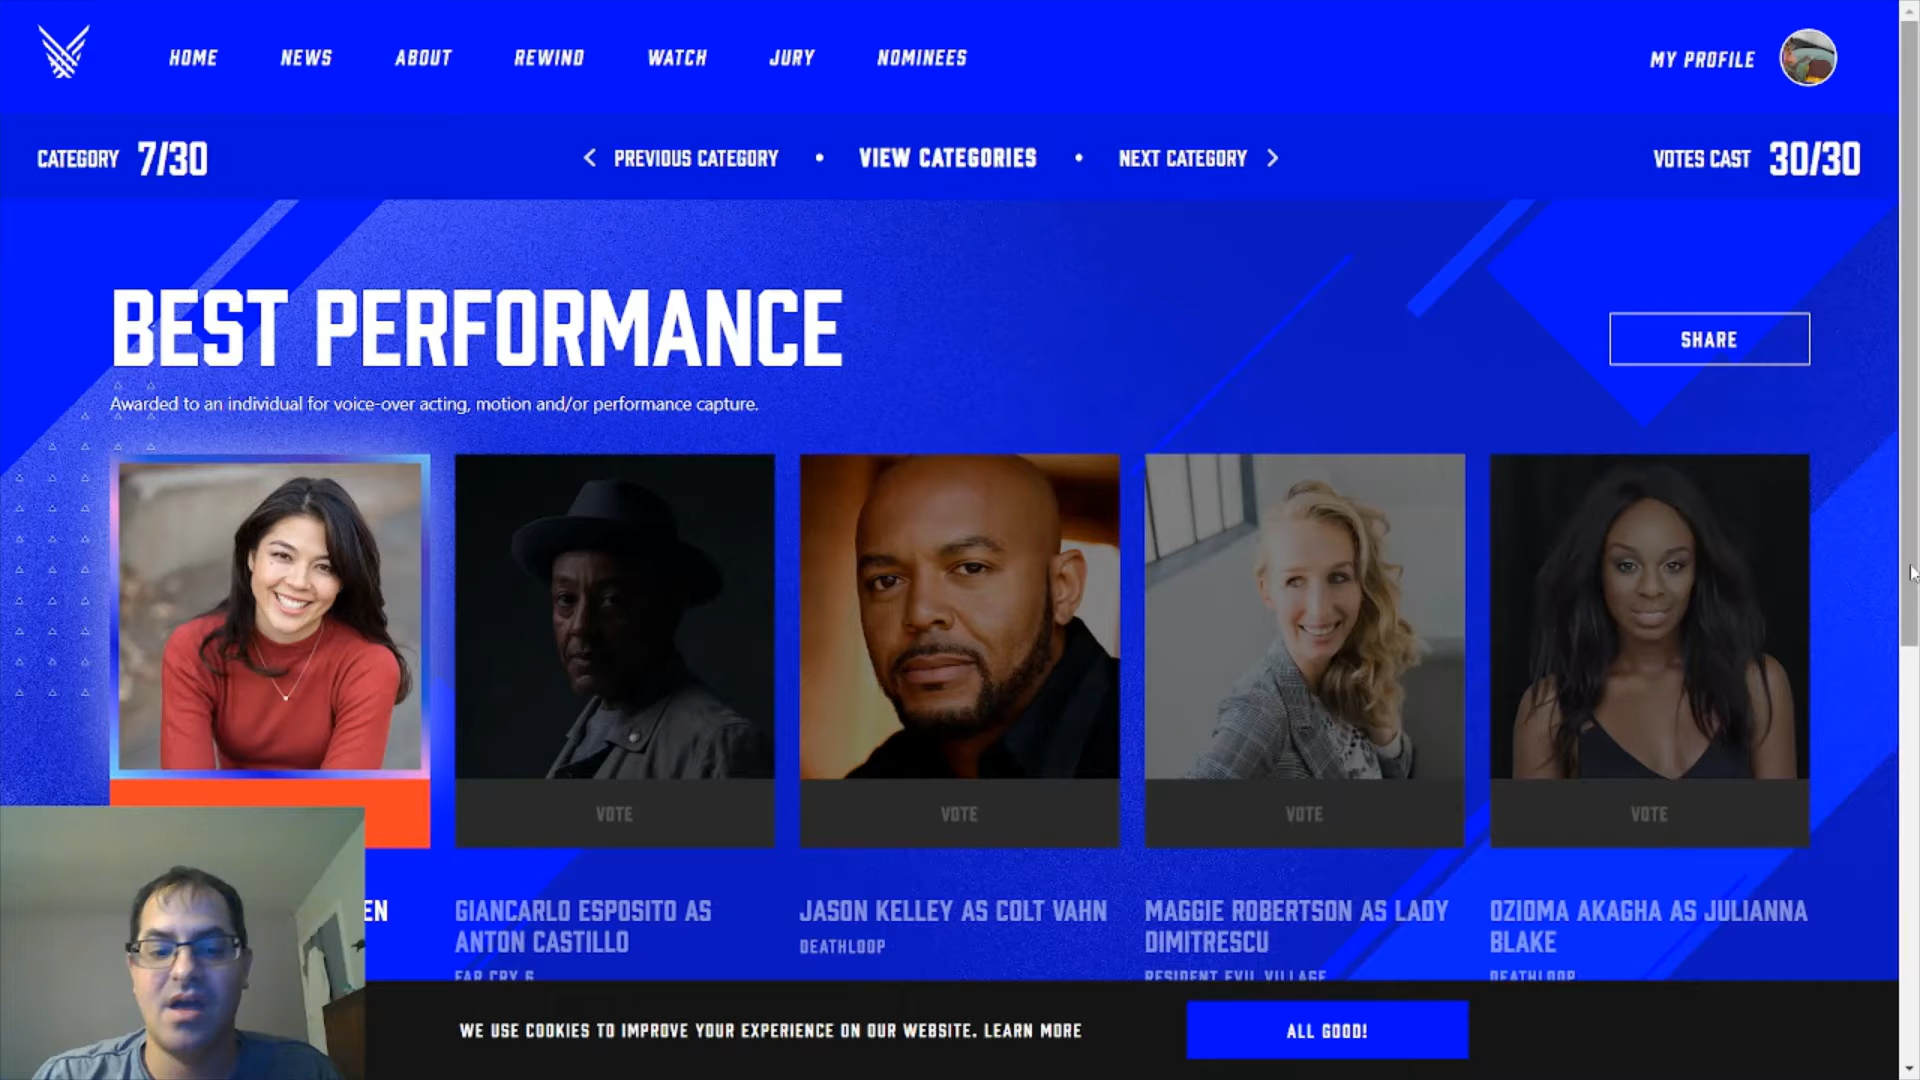 HOME NEWS ABOUT REWIND WATCH JURY NOMINEES MY PROFILE
CATEGORY 7/30 PREVIOUS CATEGORY • VIEW CATEGORIES • NEXT CATEGORY VOTES CAST 30/30
BEST PERFORMANCE
SHARE
Awarded to an individual for voice-over acting, motion and/or performance capture.
VOTE VOTE VOTE VOTE
EN GIANCARLO ESPOSITO AS JASON KELLEY AS COLT VAHN MAGGIE ROBERTSON AS LADY OZIOMA AKAGHA AS JULIANNA
ANTON CASTILLO DEATHLOOP DIMITRESCU BLAKE
FAR CRY 6 RESIDENT EVIL VILLAGE DEATHLOOP
WE USE COOKIES TO IMPROVE YOUR EXPERIENCE ON OUR WEBSITE. LEARN MORE ALL GOOD!